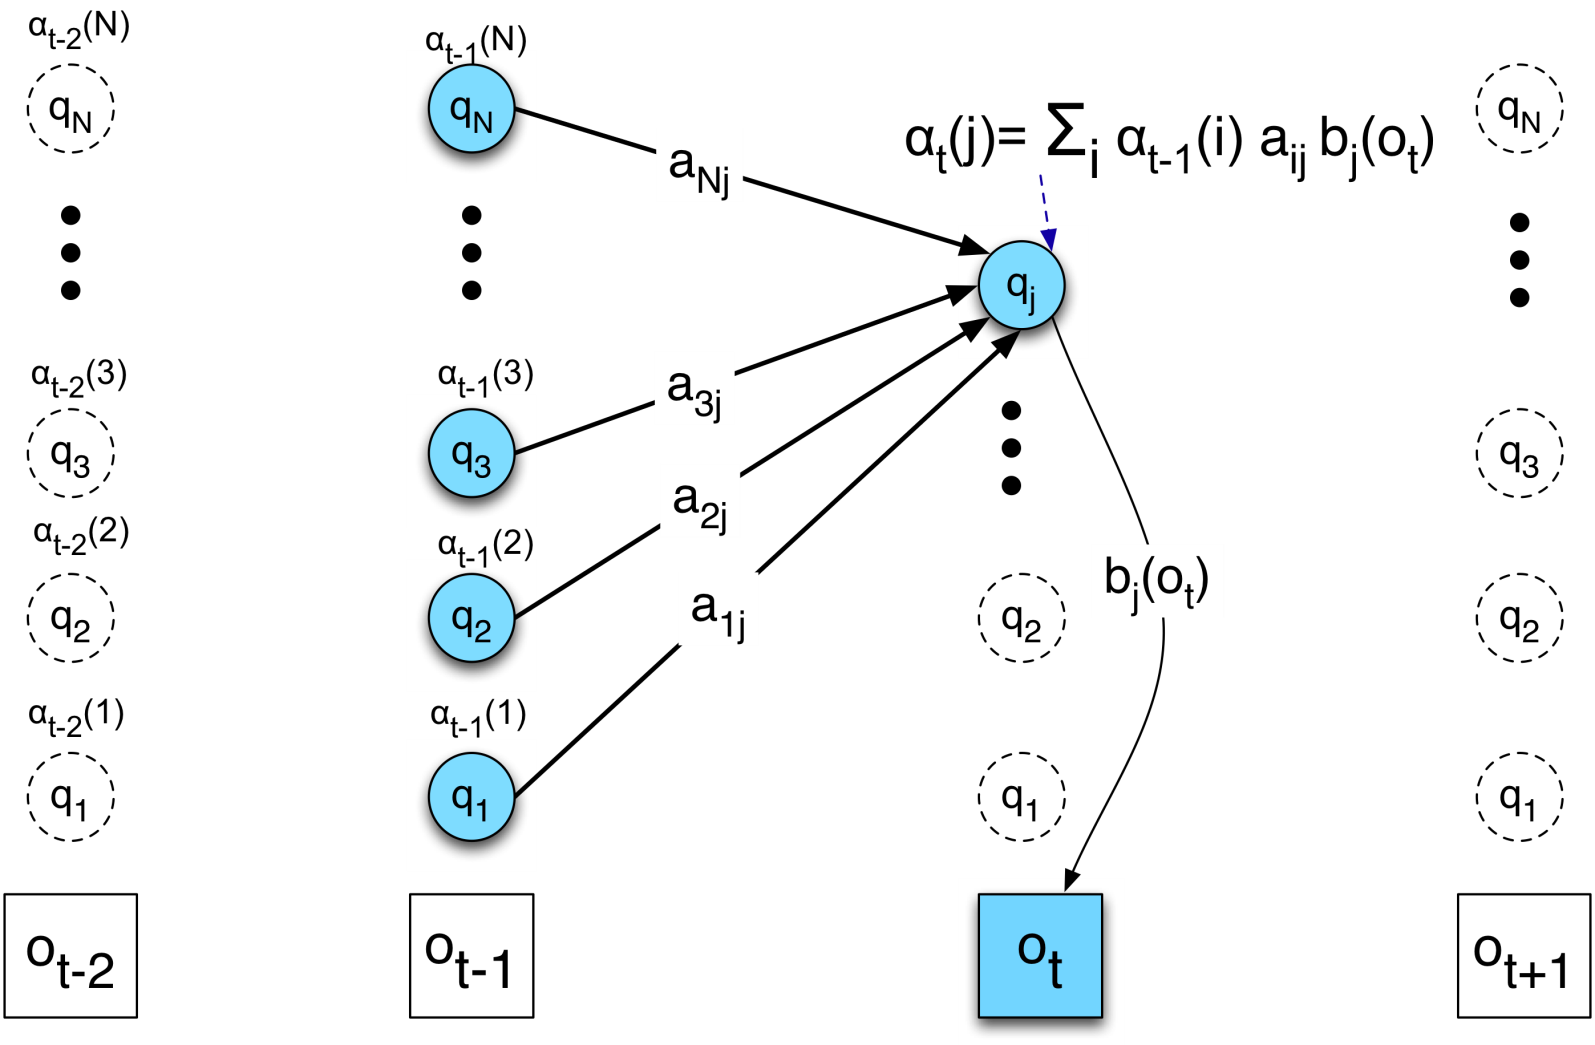 αt-2(N)
qN
αt-2(3)
q3
αt-2(2)
q2
αt-2(1)
q1
ot-2
αt-1(N)
qN
αt-1(3)
q3
αt-1(2)
q2
αt-1(1)
q1
ot-1
aNj
a3j
a2j
a1j
αt(j)= Σi αt-1(i) aij bj(ot)
qj
bj(ot)
q2
q1
ot
qN
q3
q2
q1
ot+1